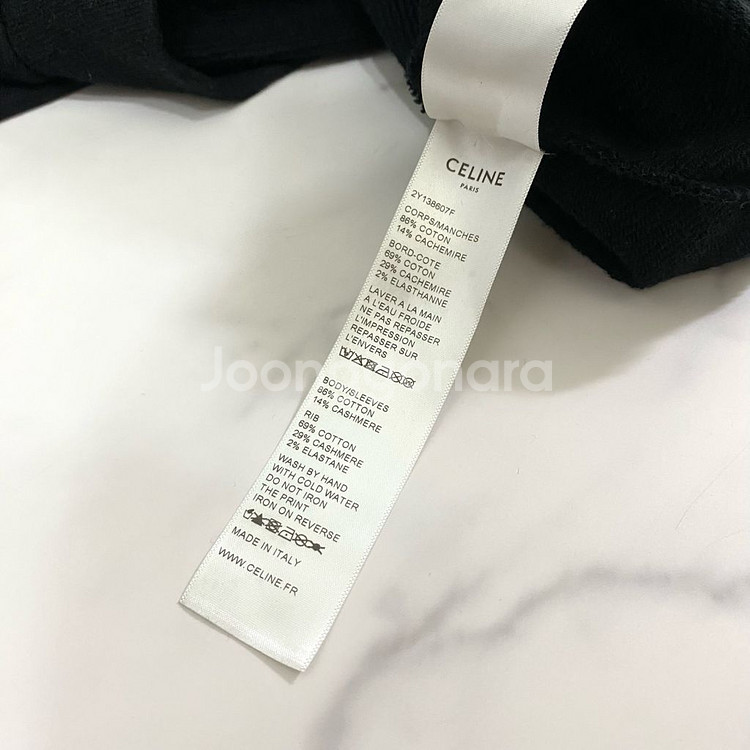 CELINE
PARIS
2Y138607F
CORPS/MANCHES
86% COTON
14% CACHEMIRE
BORD-COTE
69% COTON
29% CACHEMIRE
2% ELASTHANNE
LAVER A LA MAIN
A L'EAU FROIDE
NE PAS REPASSER
L'IMPRESSION
REPASSER SUR
L'ENVERS
Joonggonara
BODY/SLEEVES
86% COTTON
14% CASHMERE
RIB
69% COTTON
29% CASHMERE
2% ELASTANE
WASH BY HAND
WITH COLD WATER
DO NOT IRON
THE PRINT
IRON ON REVERSE
MADE IN ITALY
WWW.CELINE.FR